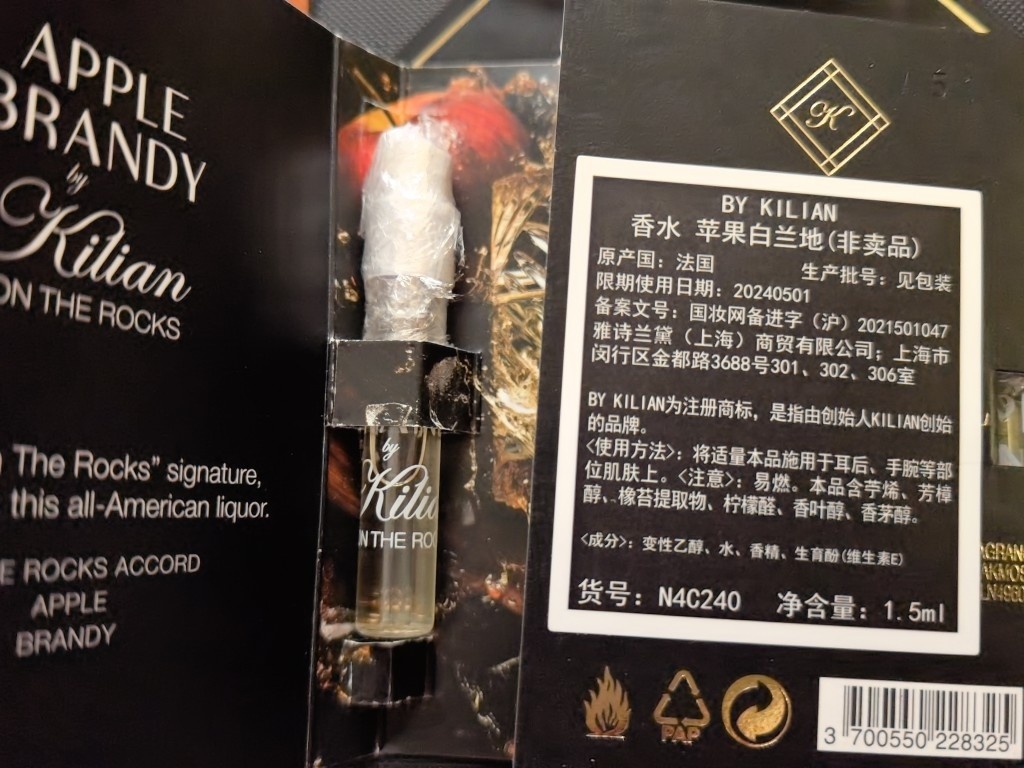 APPLE
BRANDY
by
Kilian
ON THE ROCKS
The Rocks” signature,
this all-American liquor.
ROCKS ACCORD
APPLE
BRANDY
by
Kili
THE
K
BY KILIAN
香水 苹果白兰地(非卖品)
原产国：法国 生产批号：见包装
限期使用日期：20240501
备案文号：国妆网备进字（沪）2021501047
雅诗兰黛（上海）商贸有限公司；上海市
闵行区金都路3688号301、302、306室
BY KILIAN为注册商标，是指由创始人KILIAN创始
的品牌。
<使用方法>：将适量本品施用于耳后、手腕等部
位肌肤上。<注意>：易燃。本品含苧烯、芳樟
醇、橡苔提取物、柠檬醛、香叶醇、香茅醇。
<成分>：变性乙醇、水、香精、生育酚(维生素E)
货号：N4C240 净含量：1.5ml
PAP
3 700550 228325